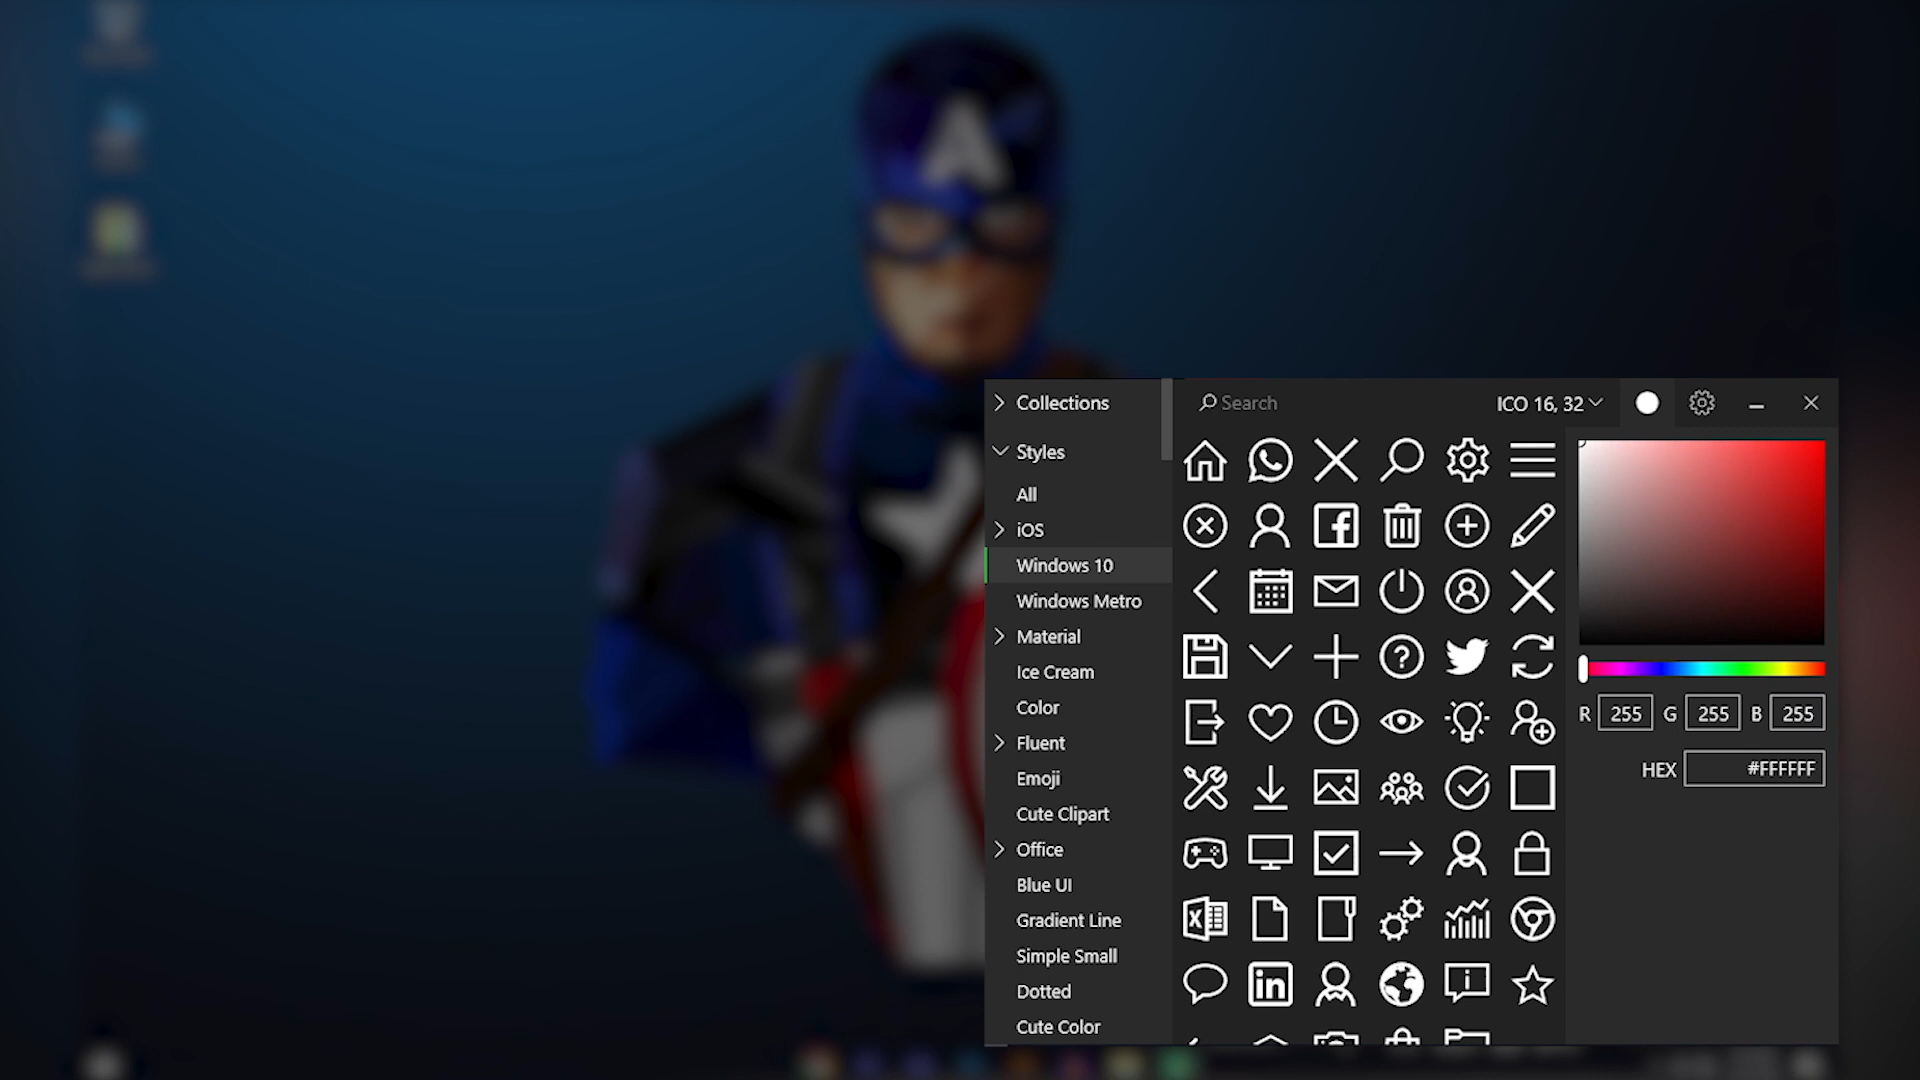 Collections
Search
ICO 16, 32
Styles
All
iOS
Windows 10
Windows Metro
Material
Ice Cream
Color
Fluent
Emoji
Cute Clipart
Office
Blue UI
Gradient Line
Simple Small
Dotted
Cute Color
R 255 G 255 B 255
HEX #FFFFFF
A